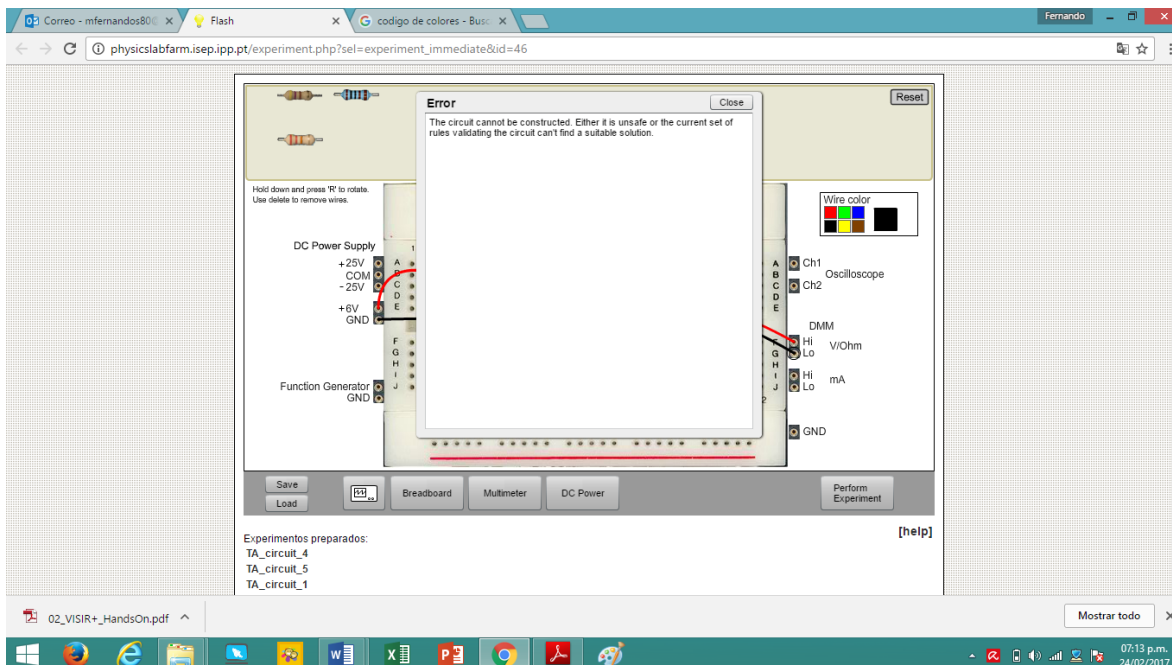 Correo - mfernandos80@
Flash
codigo de colores - Busc
Fernando
physicslabfarm.isep.ipp.pt/experiment.php?sel=experiment_immediate&id=46
Error
Close
Reset
The circuit cannot be constructed. Either it is unsafe or the current set of
rules validating the circuit can't find a suitable solution.
Hold down and press 'R' to rotate.
Use delete to remove wires.
Wire color
DC Power Supply
+25V
COM
-25V
+6V
GND
1
A
B
C
D
E
F
G
H
I
J
A
B
C
D
E
F
G
H
I
J
2
Ch1
Oscilloscope
Ch2
DMM
Hi
V/Ohm
Lo
Hi
mA
Lo
GND
Function Generator
GND
Save
Load
Breadboard
Multimeter
DC Power
Perform
Experiment
[help]
Experimentos preparados:
TA_circuit_4
TA_circuit_5
TA_circuit_1
02_VISIR+_HandsOn.pdf
Mostrar todo
07:13 p.m.
24/02/2017